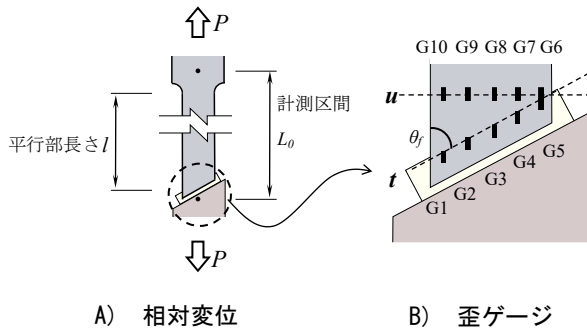 P
計測区間
L₀
平行部長さl
P
A) 相対変位
G10 G9 G8 G7 G6
u
θf
t
G5
G4
G3
G2
G1
B) 歪ゲージ